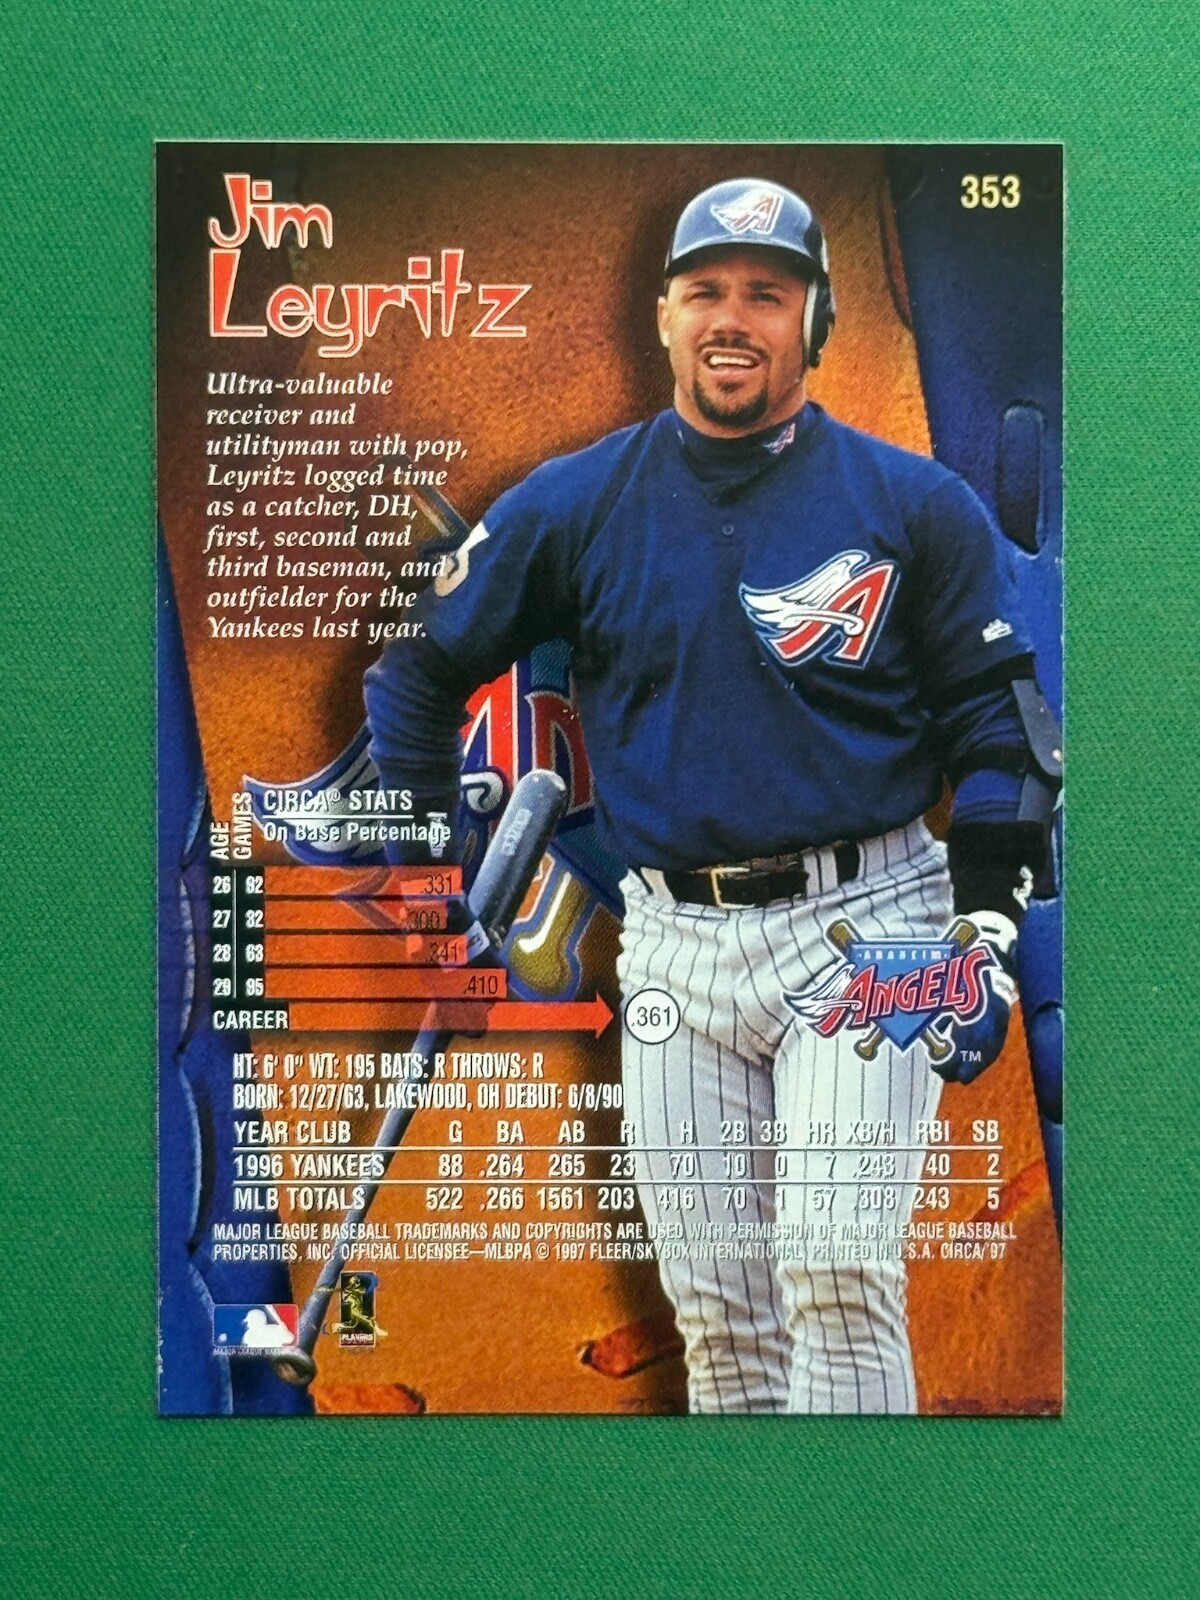 353
Jim
Leyritz
Ultra-valuable
receiver and
utilityman with pop,
Leyritz logged time
as a catcher, DH,
first, second and
third baseman, and
outfielder for the
Yankees last year.
AGE GAMES CIRCA® STATS
On Base Percentage
26 92 .331
27 32 .300
28 63 .341
29 95 .410
CAREER .361
ANAHEIM
ANGELS
TM
HT: 6' 0" WT: 195 BATS: R THROWS: R
BORN: 12/27/63, LAKEWOOD, OH DEBUT: 6/8/90
YEAR CLUB G BA AB R H 2B 3B HR XB/H RBI SB
1996 YANKEES 88 .264 265 23 70 10 0 7 .243 40 2
MLB TOTALS 522 .266 1561 203 416 70 1 57 .308 243 5
MAJOR LEAGUE BASEBALL TRADEMARKS AND COPYRIGHTS ARE USED WITH PERMISSION OF MAJOR LEAGUE BASEBALL
PROPERTIES, INC. OFFICIAL LICENSEE—MLBPA © 1997 FLEER/SKYBOX INTERNATIONAL PRINTED IN U.S.A. CIRCA/'97
PLAYERS